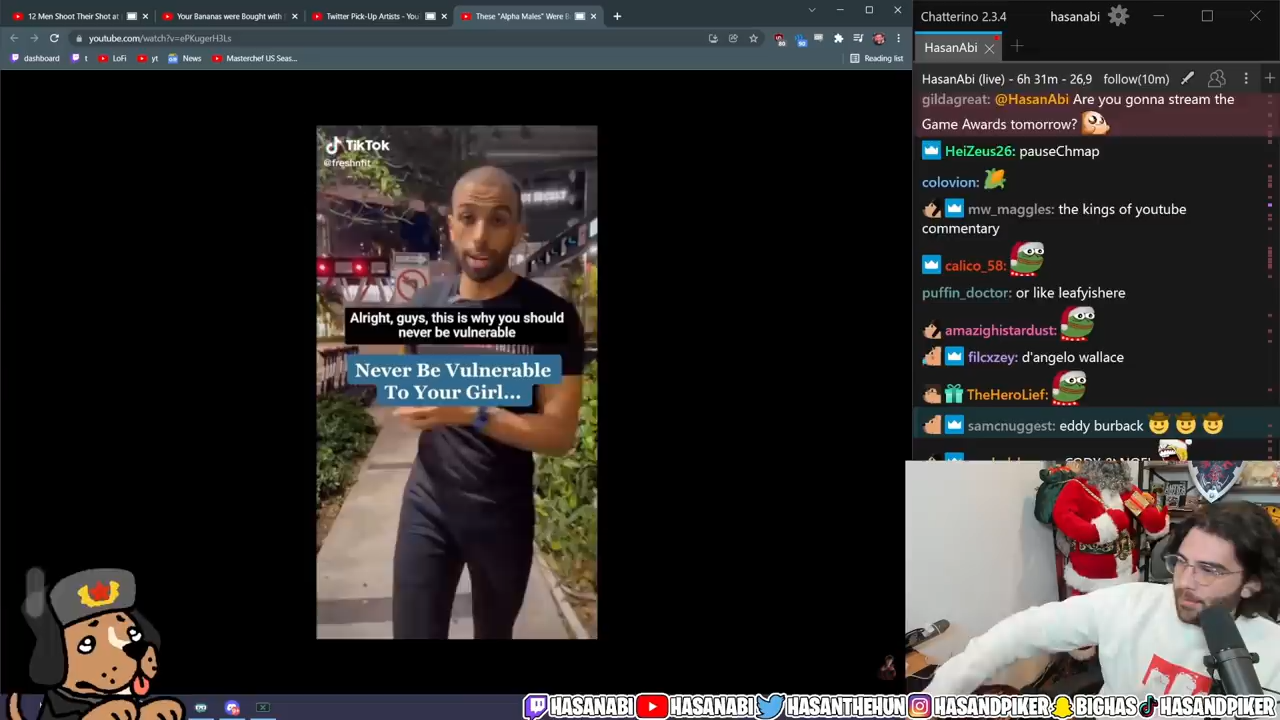 12 Men Shoot Their Shot at
Your Bananas were Bought with
Twitter Pick-Up Artists - You
These "Alpha Males" Were B
youtube.com/watch?v=ePKugerH3Ls
dashboard
t
LoFi
yt
News
Masterchef US Seas...
Reading list
TikTok
@freshnfit
Alright, guys, this is why you should
never be vulnerable
Never Be Vulnerable
To Your Girl...
Chatterino 2.3.4
hasanabi
HasanAbi
HasanAbi (live) - 6h 31m - 26,9
follow(10m)
gildagreat: @HasanAbi Are you gonna stream the
Game Awards tomorrow?
HeiZeus26: pauseChmap
colovion:
mw_maggles: the kings of youtube
commentary
calico_58:
puffin_doctor: or like leafyishere
amazighistardust:
filcxzey: d'angelo wallace
TheHeroLief:
samcnuggest: eddy burback
HASANABI
HASANABI
HASANTHEHUN
HASANDPIKER
BIGHAS
HASANDPIKER